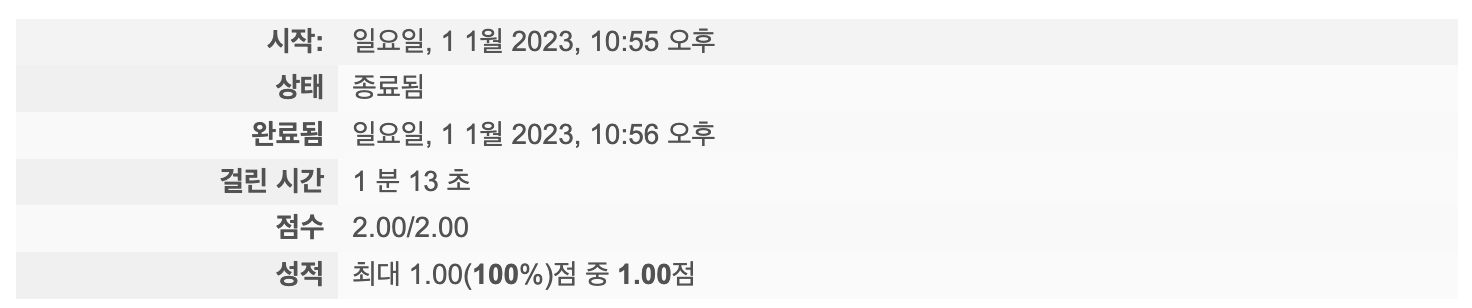 시작: 일요일, 1 1월 2023, 10:55 오후
상태 종료됨
완료됨 일요일, 1 1월 2023, 10:56 오후
걸린 시간 1 분 13 초
점수 2.00/2.00
성적 최대 1.00(100%)점 중 1.00점